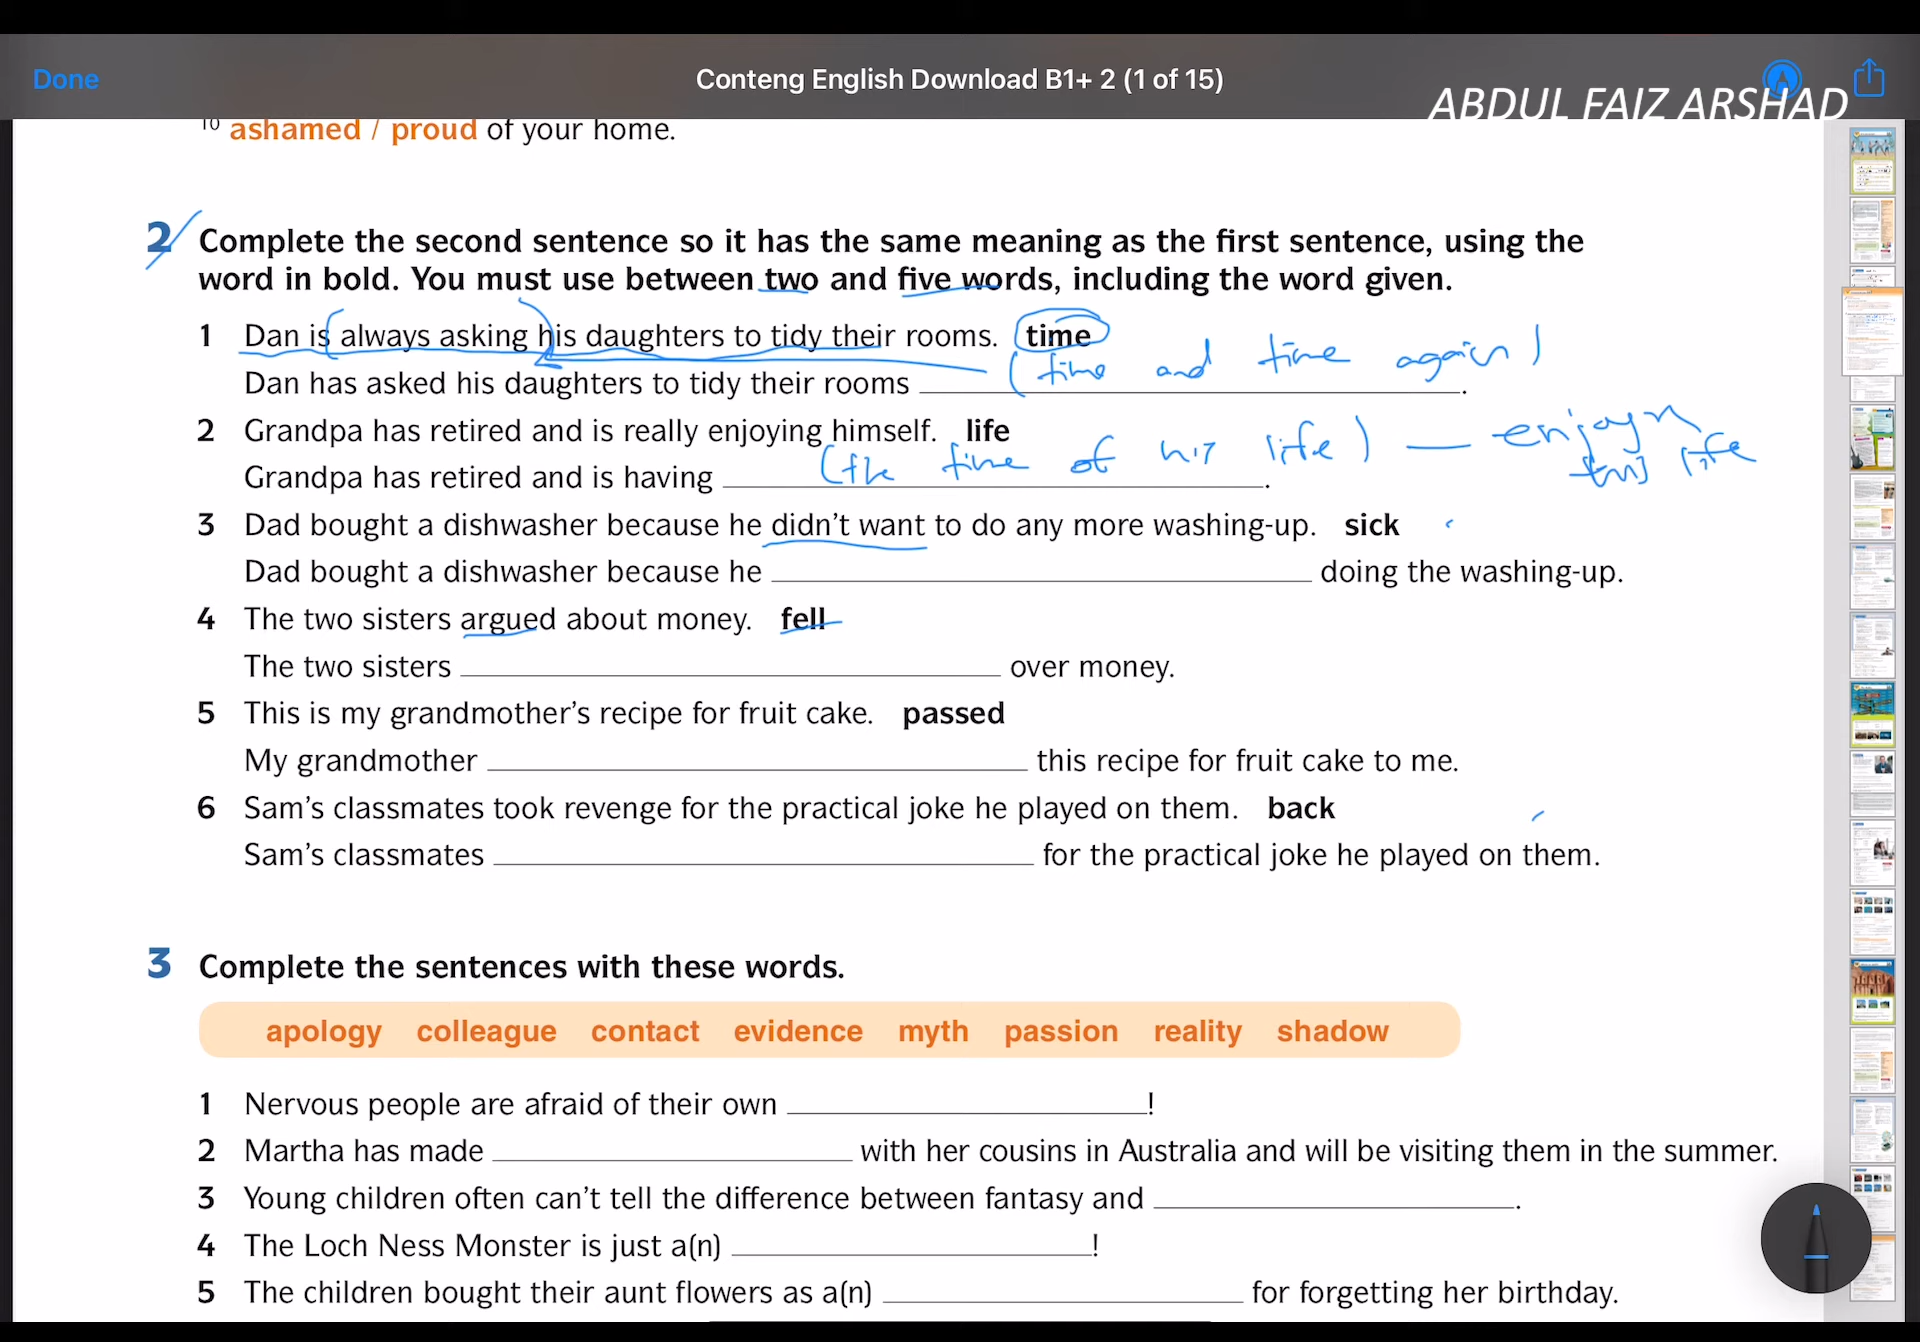 Done
Conteng English Download B1+ 2 (1 of 15)
ABDUL FAIZ ARSHAD
10 ashamed / proud of your home.
2 Complete the second sentence so it has the same meaning as the first sentence, using the
word in bold. You must use between two and five words, including the word given.
1 Dan is always asking his daughters to tidy their rooms. time
Dan has asked his daughters to tidy their rooms ____ (time and time again).
2 Grandpa has retired and is really enjoying himself. life
Grandpa has retired and is having ____ (the time of his life). — enjoyn
life
3 Dad bought a dishwasher because he didn't want to do any more washing-up. sick
Dad bought a dishwasher because he ____ doing the washing-up.
4 The two sisters argued about money. fell
The two sisters ____ over money.
5 This is my grandmother's recipe for fruit cake. passed
My grandmother ____ this recipe for fruit cake to me.
6 Sam's classmates took revenge for the practical joke he played on them. back
Sam's classmates ____ for the practical joke he played on them.
3 Complete the sentences with these words.
apology colleague contact evidence myth passion reality shadow
1 Nervous people are afraid of their own ____!
2 Martha has made ____ with her cousins in Australia and will be visiting them in the summer.
3 Young children often can't tell the difference between fantasy and ____.
4 The Loch Ness Monster is just a(n) ____!
5 The children bought their aunt flowers as a(n) ____ for forgetting her birthday.